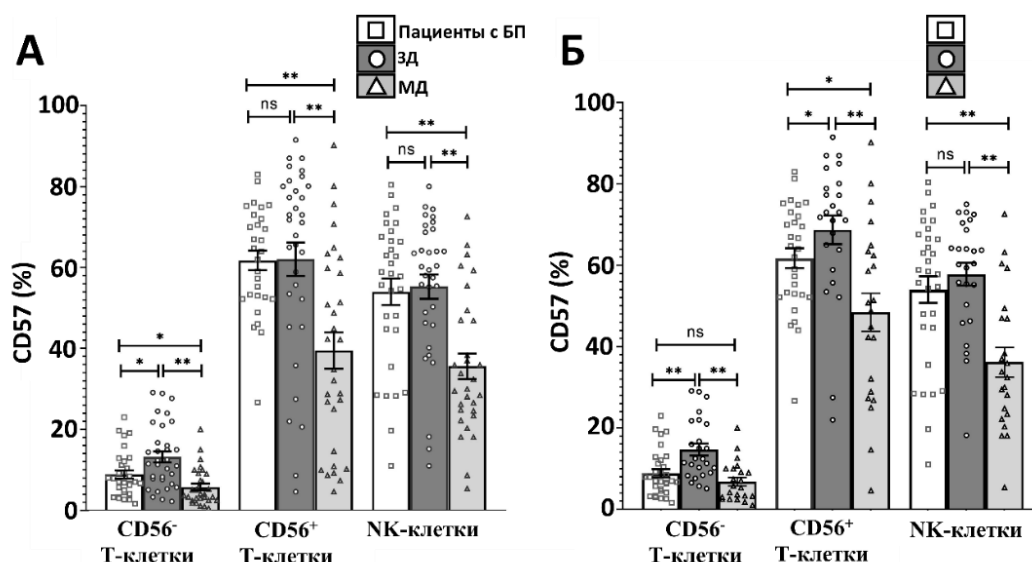 А
Пациенты с БП
ЗД
МД
CD57 (%)
100
80
60
40
20
0
*
*
**
**
ns
**
**
ns
**
CD56- 
Т-клетки
CD56+
Т-клетки
NK-клетки
Б
CD57 (%)
100
80
60
40
20
0
ns
**
**
*
*
**
**
ns
**
CD56-
Т-клетки
CD56+
Т-клетки
NK-клетки